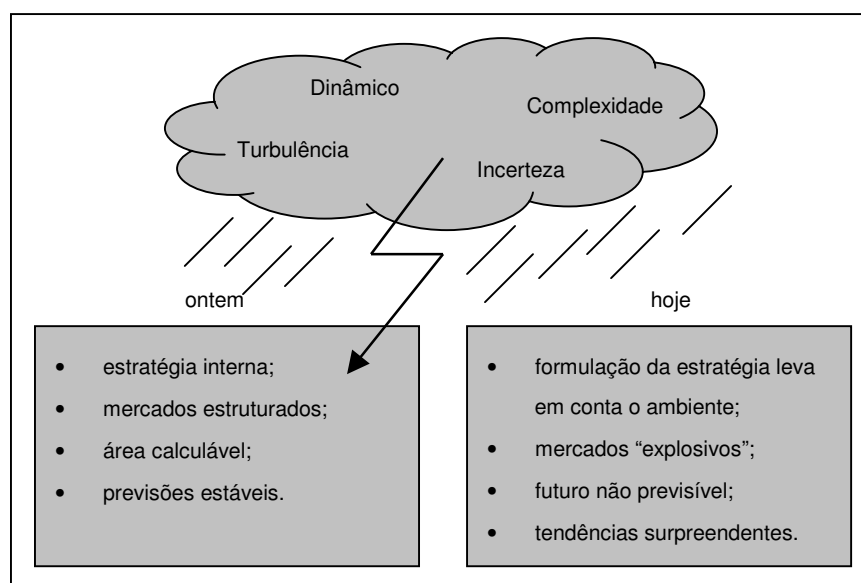 Dinâmico
Complexidade
Turbulência
Incerteza
ontem
• estratégia interna;
• mercados estruturados;
• área calculável;
• previsões estáveis.
hoje
• formulação da estratégia leva
em conta o ambiente;
• mercados “explosivos”;
• futuro não previsível;
• tendências surpreendentes.